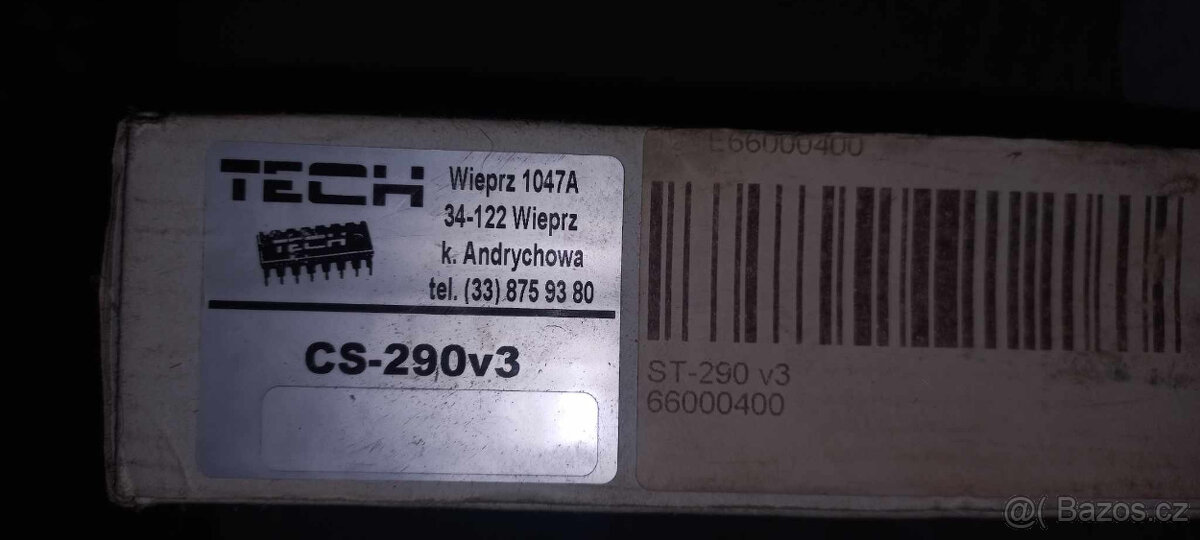 TECH
TECH
Wieprz 1047A
34-122 Wieprz
k. Andrychowa
tel. (33) 875 93 80
CS-290v3
E66000400
ST-290 v3
66000400
@( Bazos.cz